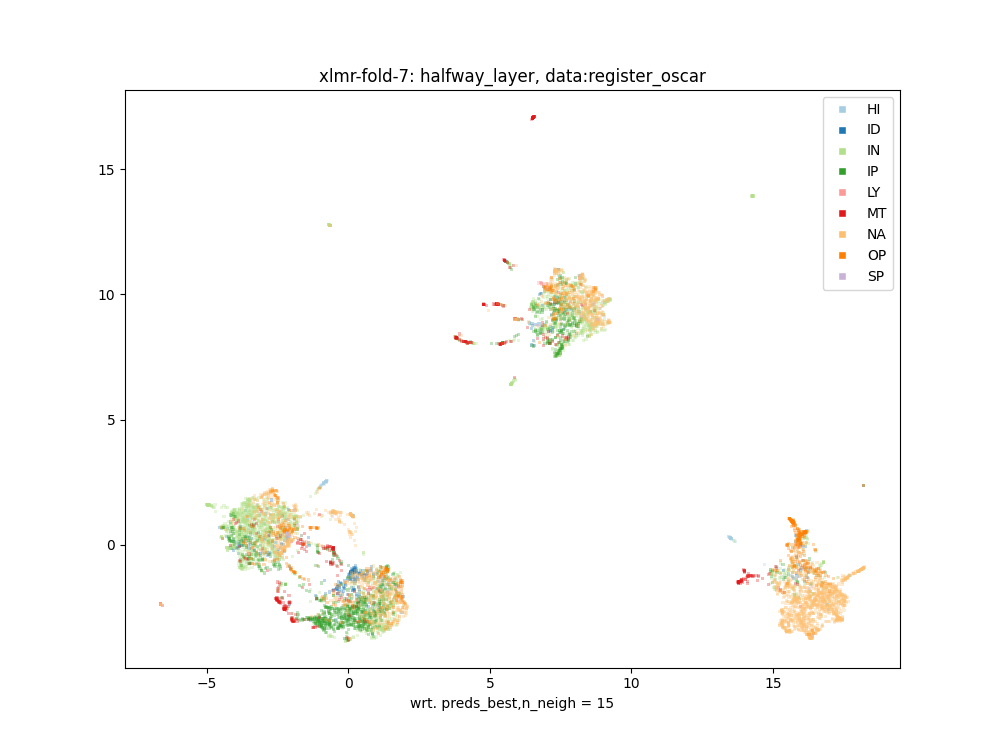 xlmr-fold-7: halfway_layer, data:register_oscar
HI
ID
IN
IP
LY
MT
NA
OP
SP
15
10
5
0
−5
0
5
10
15
wrt. preds_best,n_neigh = 15